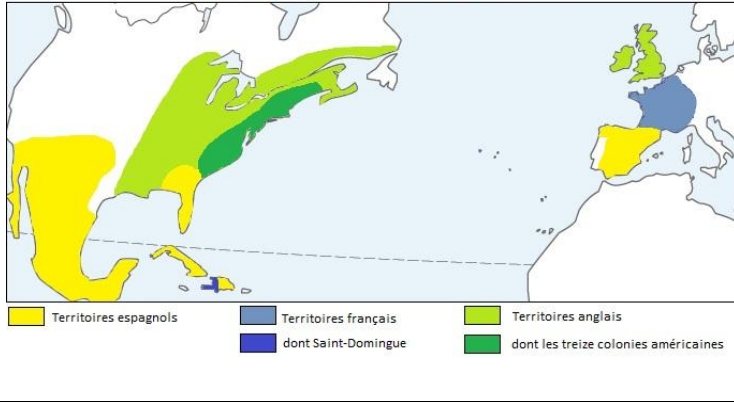 Territoires espagnols
Territoires français
Territoires anglais
dont Saint-Domingue
dont les treize colonies américaines